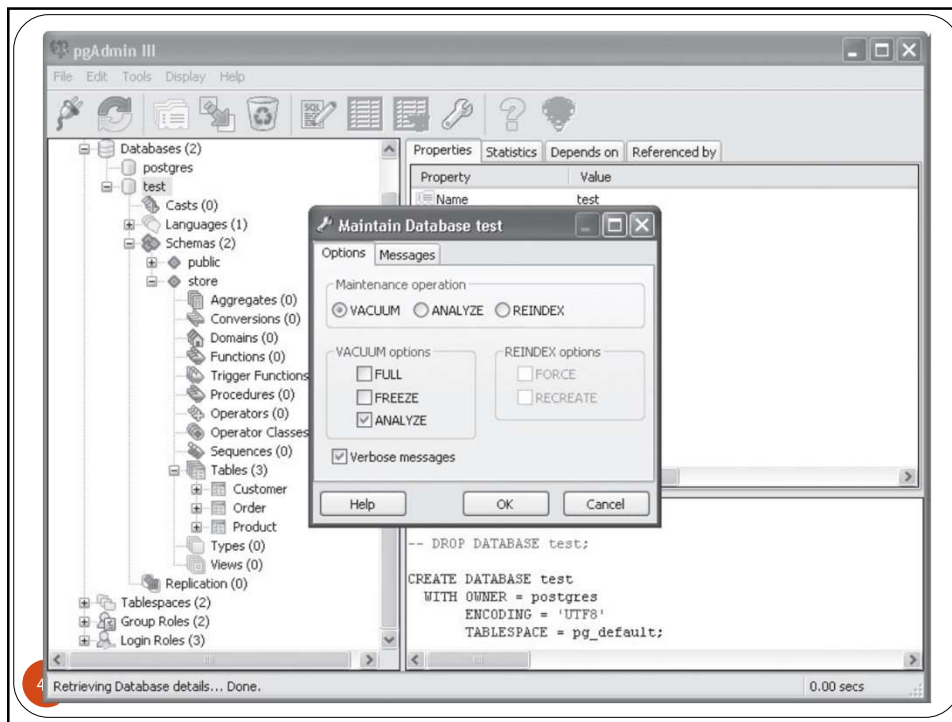 pgAdmin III
File Edit Tools Display Help
SQL
Databases (2)
postgres
test
Casts (0)
Languages (1)
Schemas (2)
public
store
Aggregates (0)
Conversions (0)
Domains (0)
Functions (0)
Trigger Functions
Procedures (0)
Operators (0)
Operator Classes
Sequences (0)
Tables (3)
Customer
Order
Product
Types (0)
Views (0)
Replication (0)
Tablespaces (2)
Group Roles (2)
Login Roles (3)
Properties Statistics Depends on Referenced by
Property Value
Name test
Maintain Database test
Options Messages
Maintenance operation
VACUUM ANALYZE REINDEX
VACUUM options
FULL
FREEZE
ANALYZE
REINDEX options
FORCE
RECREATE
Verbose messages
Help OK Cancel
-- DROP DATABASE test;
CREATE DATABASE test
WITH OWNER = postgres
ENCODING = 'UTF8'
TABLESPACE = pg_default;
4
Retrieving Database details... Done. 0.00 secs